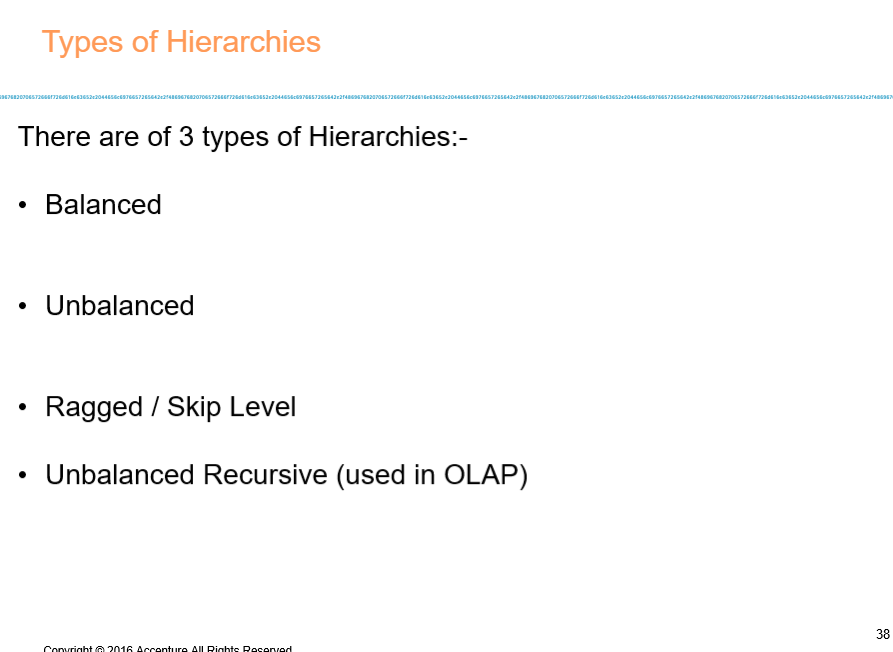 Types of Hierarchies
There are of 3 types of Hierarchies:-
• Balanced
• Unbalanced
• Ragged / Skip Level
• Unbalanced Recursive (used in OLAP)
38
Copyright © 2016 Accenture All Rights Reserved